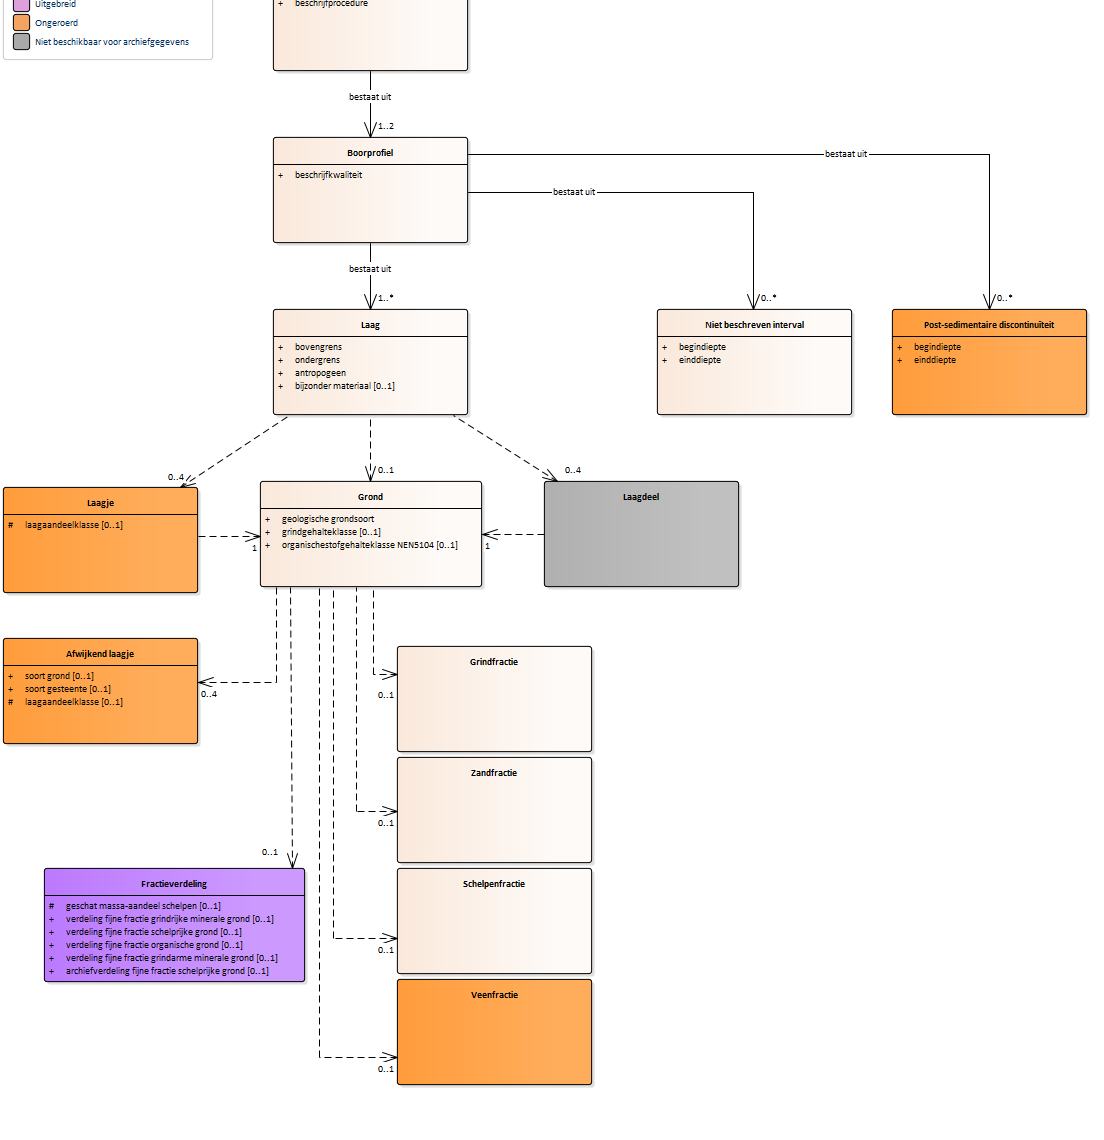 Uitgebreid
Ongeroerd
Niet beschikbaar voor archiefgegevens
+ beschrijfprocedure
bestaat uit
1..2
Boorprofiel
+ beschrijfkwaliteit
bestaat uit
bestaat uit
bestaat uit
1..*
0..*
0..*
Laag
+ bovengrens
+ ondergrens
+ antropogeen
+ bijzonder materiaal [0..1]
Niet beschreven interval
+ begindiepte
+ einddiepte
Post-sedimentaire discontinuïteit
+ begindiepte
+ einddiepte
0..4
0..1
0..4
Laagje
# laagaandeelklasse [0..1]
1
Grond
+ geologische grondsoort
+ grindgehalteklasse [0..1]
+ organischestofgehalteklasse NEN5104 [0..1]
1
Laagdeel
Afwijkend laagje
+ soort grond [0..1]
+ soort gesteente [0..1]
# laagaandeelklasse [0..1]
0..4
Grindfractie
0..1
Zandfractie
0..1
0..1
Fractieverdeling
# geschat massa-aandeel schelpen [0..1]
+ verdeling fijne fractie grindrijke minerale grond [0..1]
+ verdeling fijne fractie schelprijke grond [0..1]
+ verdeling fijne fractie organische grond [0..1]
+ verdeling fijne fractie grindarme minerale grond [0..1]
+ archiefverdeling fijne fractie schelprijke grond [0..1]
Schelpenfractie
0..1
Veenfractie
0..1